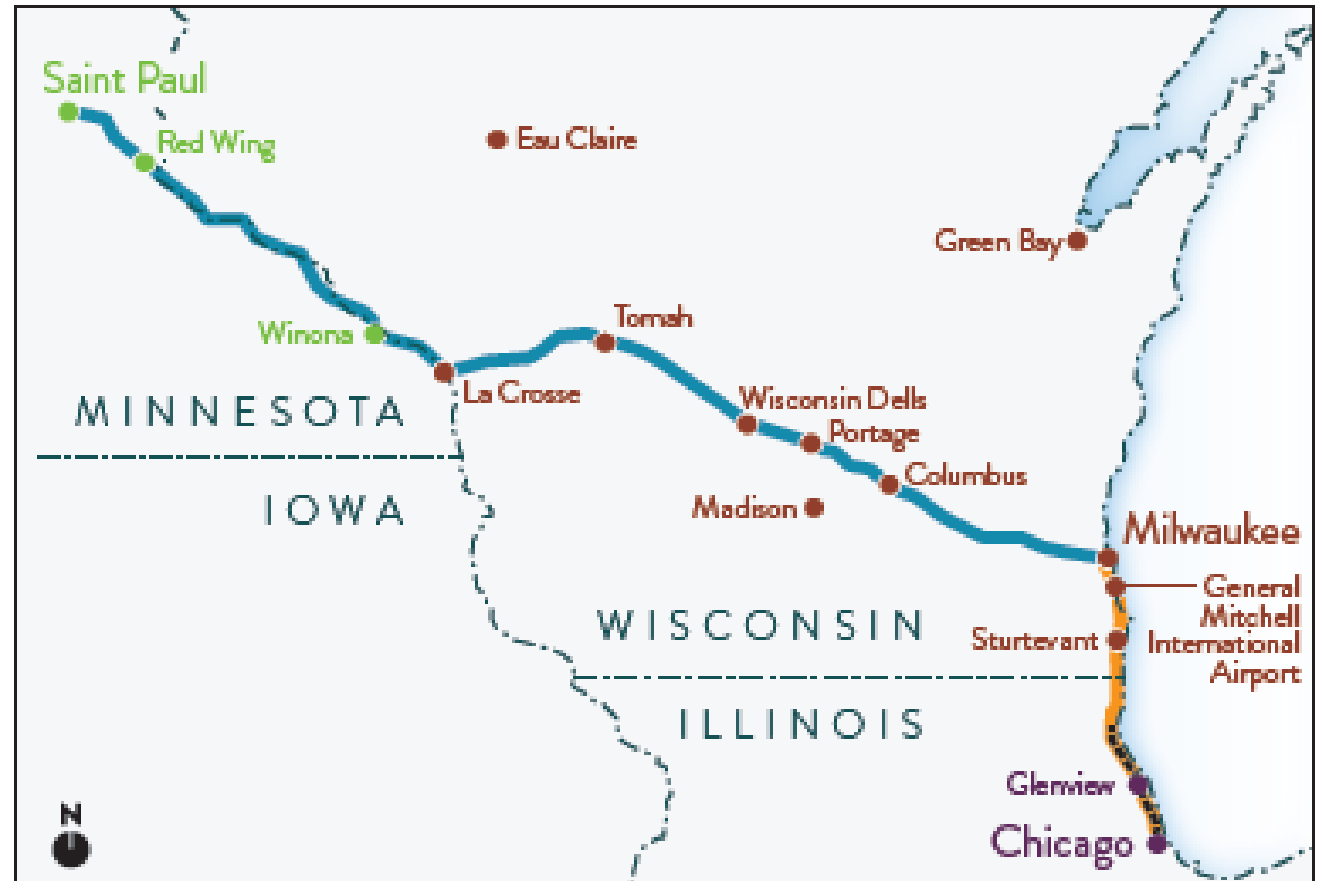 Saint Paul
Red Wing
Eau Claire
Green Bay
Winona
Tomah
La Crosse
MINNESOTA
Wisconsin Dells
Portage
Columbus
IOWA
Madison
Milwaukee
General
Mitchell
International
Airport
WISCONSIN
Sturtevant
ILLINOIS
Glenview
Chicago
N